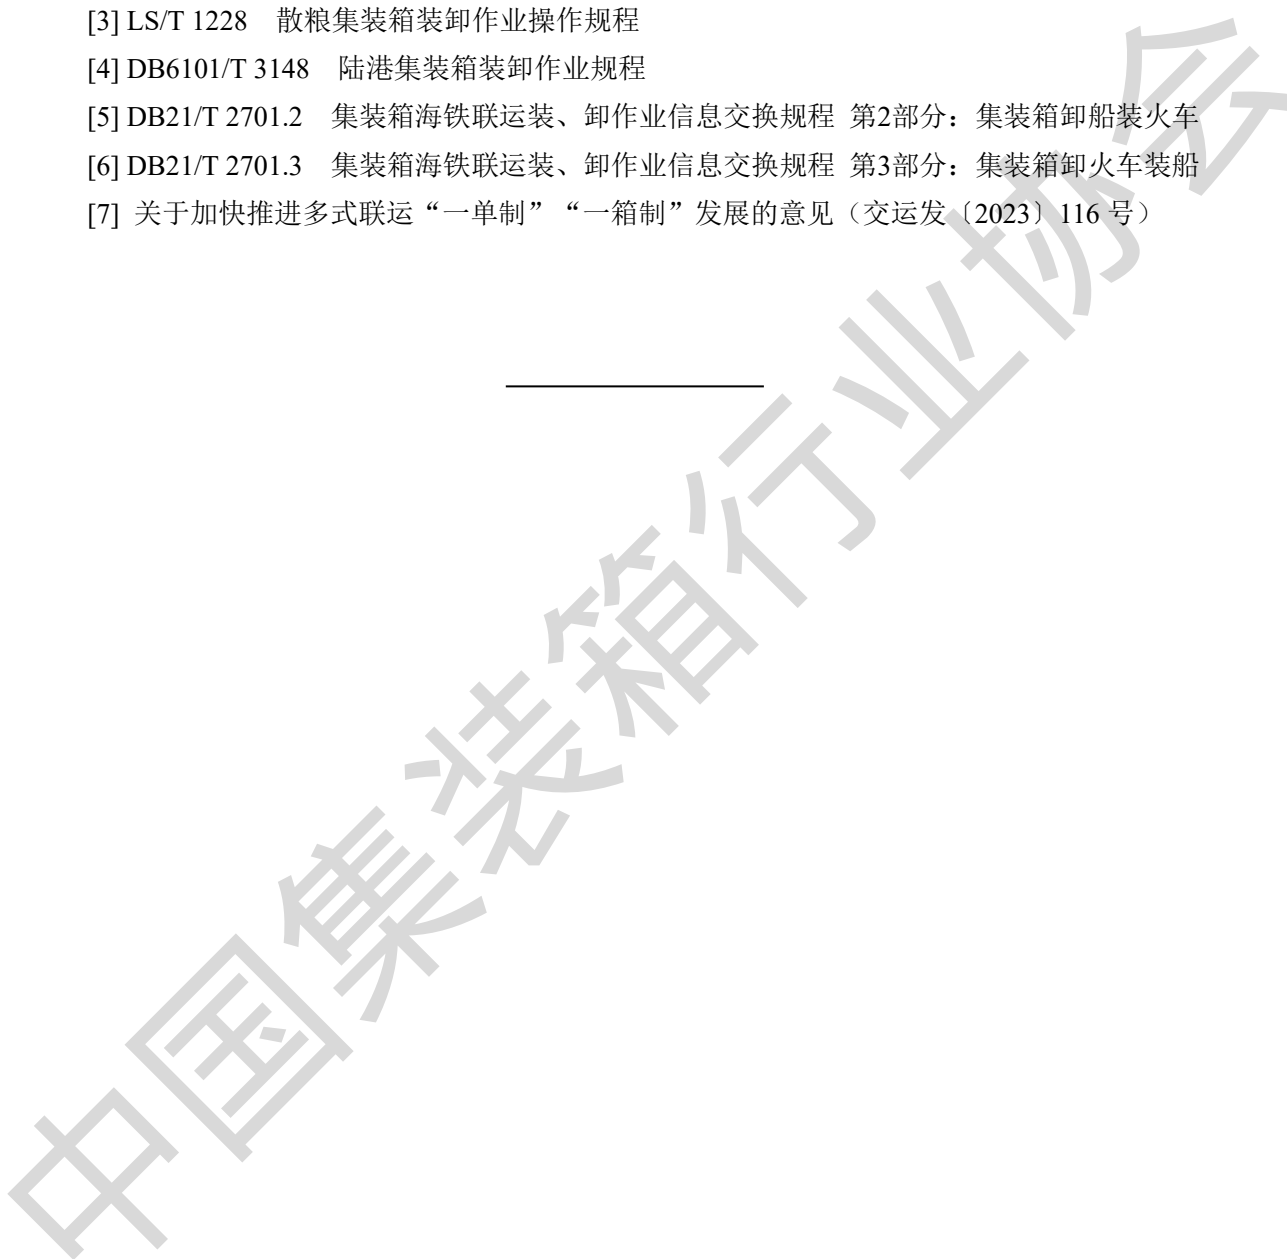 [3] LS/T 1228 散粮集装箱装卸作业操作规程
[4] DB6101/T 3148 陆港集装箱装卸作业规程
[5] DB21/T 2701.2 集装箱海铁联运装、卸作业信息交换规程 第2部分：集装箱卸船装火车
[6] DB21/T 2701.3 集装箱海铁联运装、卸作业信息交换规程 第3部分：集装箱卸火车装船
[7] 关于加快推进多式联运“一单制”“一箱制”发展的意见（交运发〔2023〕116 号）
中国集装箱行业协会